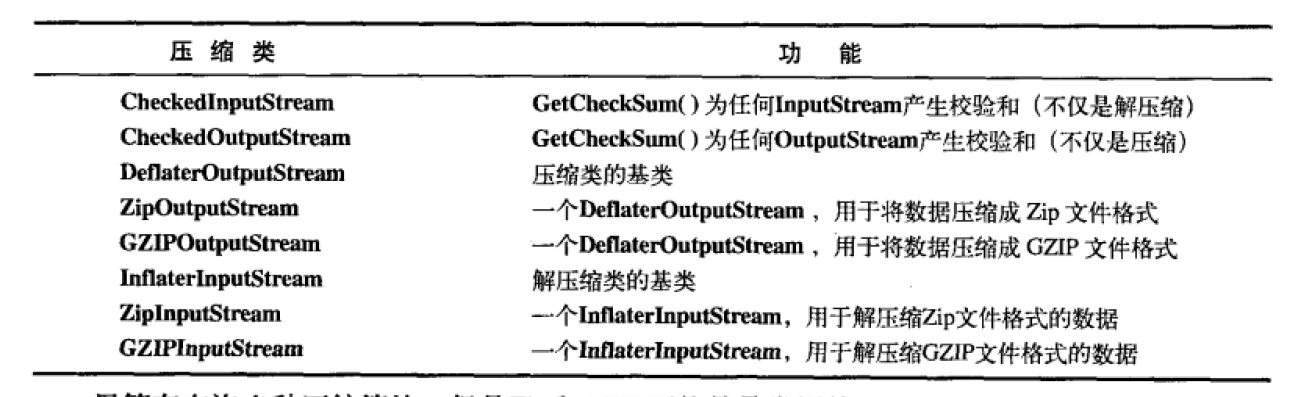 压 缩 类 功 能
CheckedInputStream GetCheckSum( ) 为任何InputStream产生校验和（不仅是解压缩）
CheckedOutputStream GetCheckSum( ) 为任何OutputStream产生校验和（不仅是压缩）
DeflaterOutputStream 压缩类的基类
ZipOutputStream 一个DeflaterOutputStream ，用于将数据压缩成 Zip 文件格式
GZIPOutputStream 一个DeflaterOutputStream ，用于将数据压缩成 GZIP 文件格式
InflaterInputStream 解压缩类的基类
ZipInputStream 一个InflaterInputStream，用于解压缩Zip文件格式的数据
GZIPInputStream 一个InflaterInputStream，用于解压缩GZIP文件格式的数据